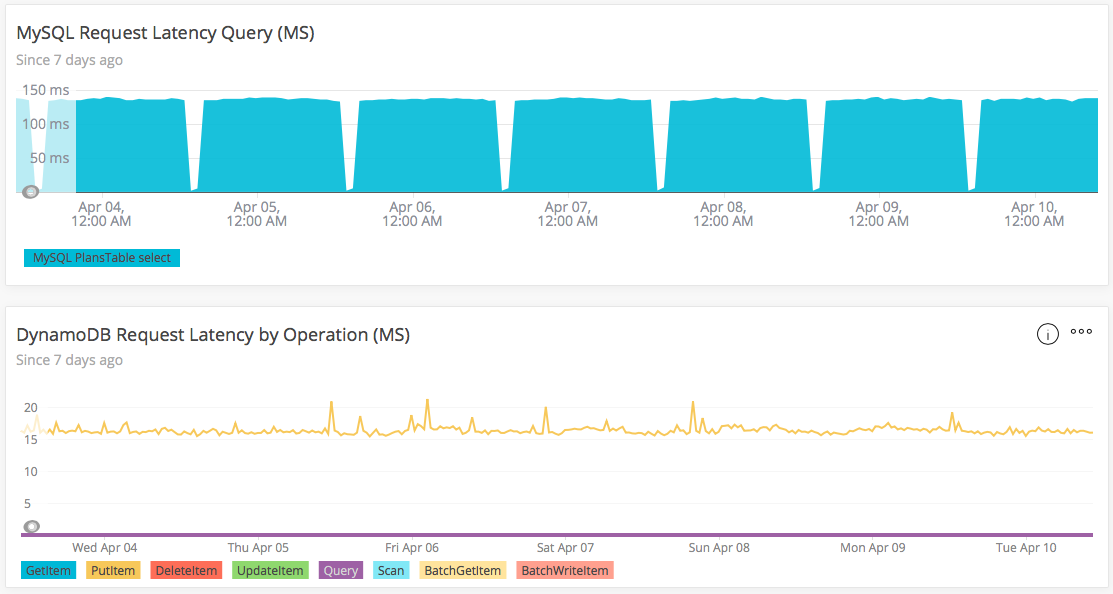 MySQL Request Latency Query (MS)
Since 7 days ago
150 ms
100 ms
50 ms
Apr 04, Apr 05, Apr 06, Apr 07, Apr 08, Apr 09, Apr 10,
12:00 AM 12:00 AM 12:00 AM 12:00 AM 12:00 AM 12:00 AM 12:00 AM
MySQL PlansTable select
DynamoDB Request Latency by Operation (MS)
Since 7 days ago
20
15
10
5
Wed Apr 04 Thu Apr 05 Fri Apr 06 Sat Apr 07 Sun Apr 08 Mon Apr 09 Tue Apr 10
GetItem PutItem DeleteItem UpdateItem Query Scan BatchGetItem BatchWriteItem